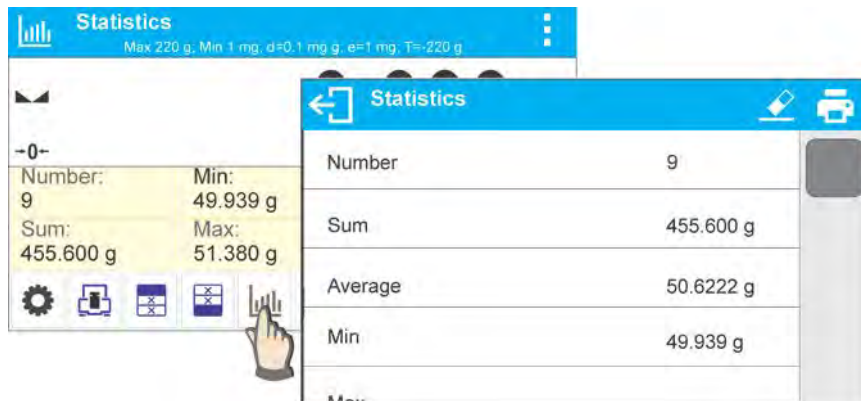 Statistics
Max 220 g; Min 1 mg; d=0.1 mg g; e=1 mg; T=-220 g
→0←
Number:
9
Min:
49.939 g
Sum:
455.600 g
Max:
51.380 g
Statistics
Number 9
Sum 455.600 g
Average 50.6222 g
Min 49.939 g
Max